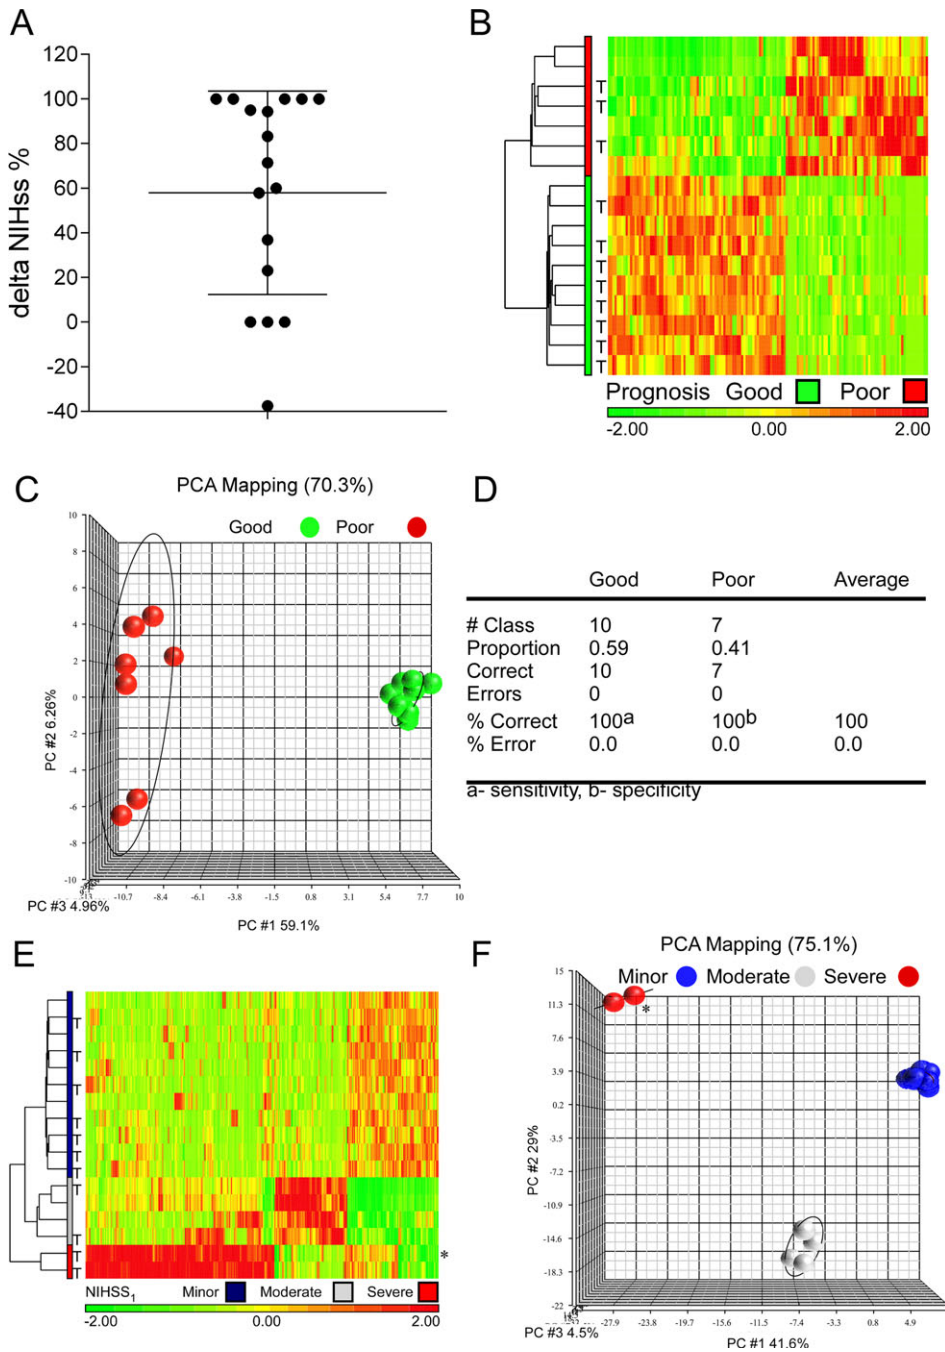 A
120
100
80
60
40
20
0
-20
-40
delta NIHss %
B
T
T
T
T
T
T
T
T
T
T
T
Prognosis Good Poor
-2.00 0.00 2.00
C
PCA Mapping (70.3%)
Good Poor
10
8
6
4
2
0
-2
-4
-6
-8
-10
PC #2 6.26%
-10.7 -8.4 -6.1 -3.8 -1.5 0.8 3.1 5.4 7.7 10
PC #3 4.96%
PC #1 59.1%
D
Good Poor Average
# Class 10 7
Proportion 0.59 0.41
Correct 10 7
Errors 0 0
% Correct 100a 100b 100
% Error 0.0 0.0 0.0
a- sensitivity, b- specificity
E
T
T
T
T
T
T
T
T
T
T
*
NIHSS1 Minor Moderate Severe
-2.00 0.00 2.00
F
PCA Mapping (75.1%)
Minor Moderate Severe
*
15
11.3
7.6
3.9
0.2
-3.5
-7.2
-10.9
-14.6
-18.3
-22
PC #2 29%
-27.9 -23.8 -19.7 -15.6 -11.5 -7.4 -3.3 0.8 4.9
PC #3 4.5%
PC #1 41.6%